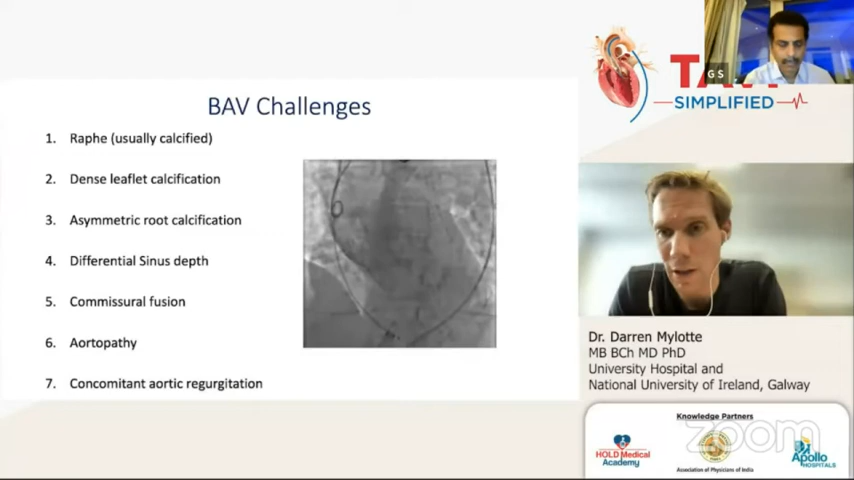 BAV Challenges
1. Raphe (usually calcified)
2. Dense leaflet calcification
3. Asymmetric root calcification
4. Differential Sinus depth
5. Commissural fusion
6. Aortopathy
7. Concomitant aortic regurgitation
G S
SIMPLIFIED
Dr. Darren Mylotte
MB BCh MD PhD
University Hospital and
National University of Ireland, Galway
Knowledge Partners
zoom
HOLD Medical
Academy
Apollo
HOSPITALS
Association of Physicians of India